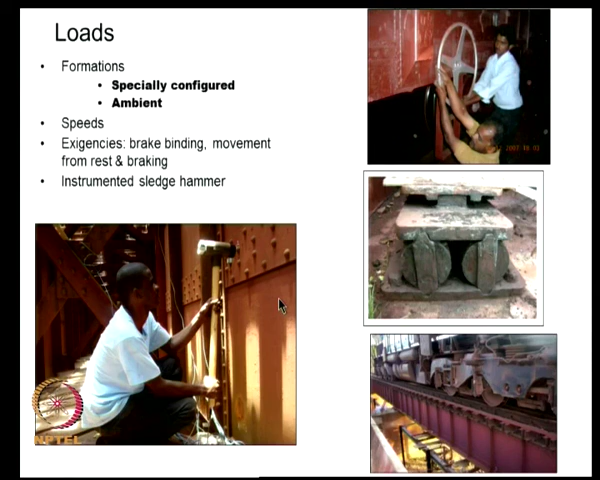 Loads
• Formations
• Specially configured
• Ambient
• Speeds
• Exigencies: brake binding, movement
from rest & braking
• Instrumented sledge hammer
NPTEL